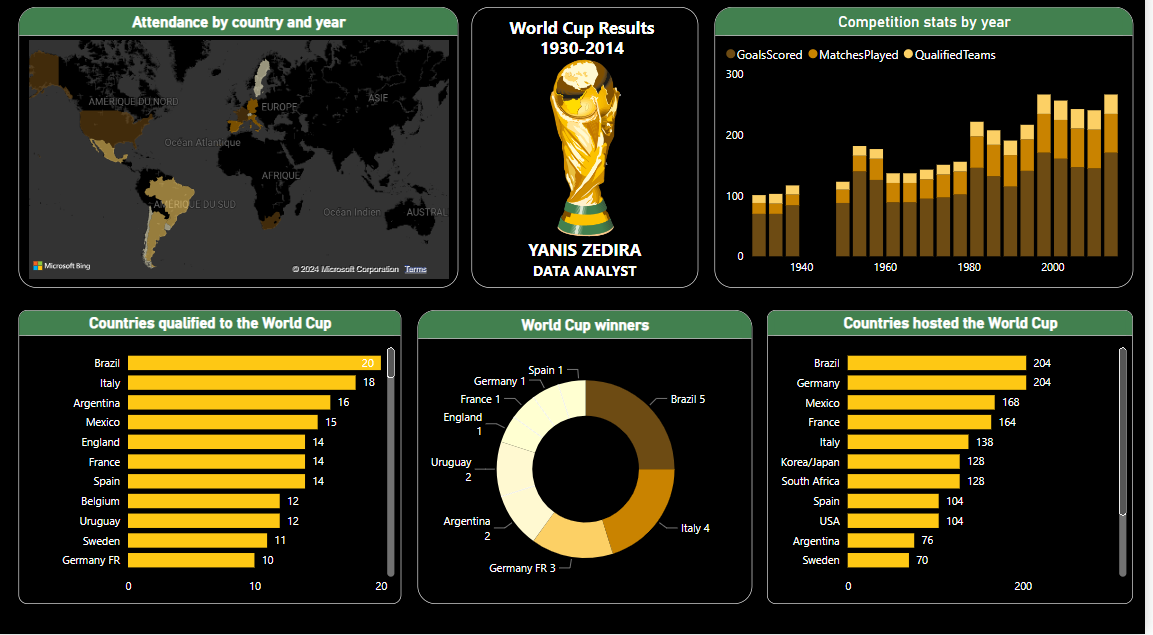 Attendance by country and year
AMÉRIQUE DU NORD
EUROPE
ASIE
Océan Atlantique
AFRIQUE
AMÉRIQUE DU SUD
Océan Indien
AUSTRAL
Microsoft Bing
© 2024 Microsoft Corporation Terms
World Cup Results
1930-2014
YANIS ZEDIRA
DATA ANALYST
Competition stats by year
GoalsScored MatchesPlayed QualifiedTeams
300
200
100
0
1940 1960 1980 2000
Countries qualified to the World Cup
Brazil 20
Italy 18
Argentina 16
Mexico 15
England 14
France 14
Spain 14
Belgium 12
Uruguay 12
Sweden 11
Germany FR 10
0 10 20
World Cup winners
Spain 1
Germany 1
France 1
England
1
Uruguay
2
Argentina
2
Germany FR 3
Italy 4
Brazil 5
Countries hosted the World Cup
Brazil 204
Germany 204
Mexico 168
France 164
Italy 138
Korea/Japan 128
South Africa 128
Spain 104
USA 104
Argentina 76
Sweden 70
0 200